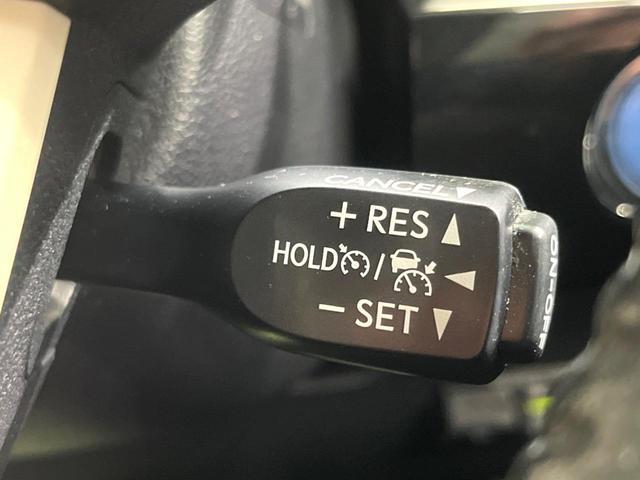 CANCEL▼
+ RES ▲
HOLD / ◀
− SET ▼
ON-OFF